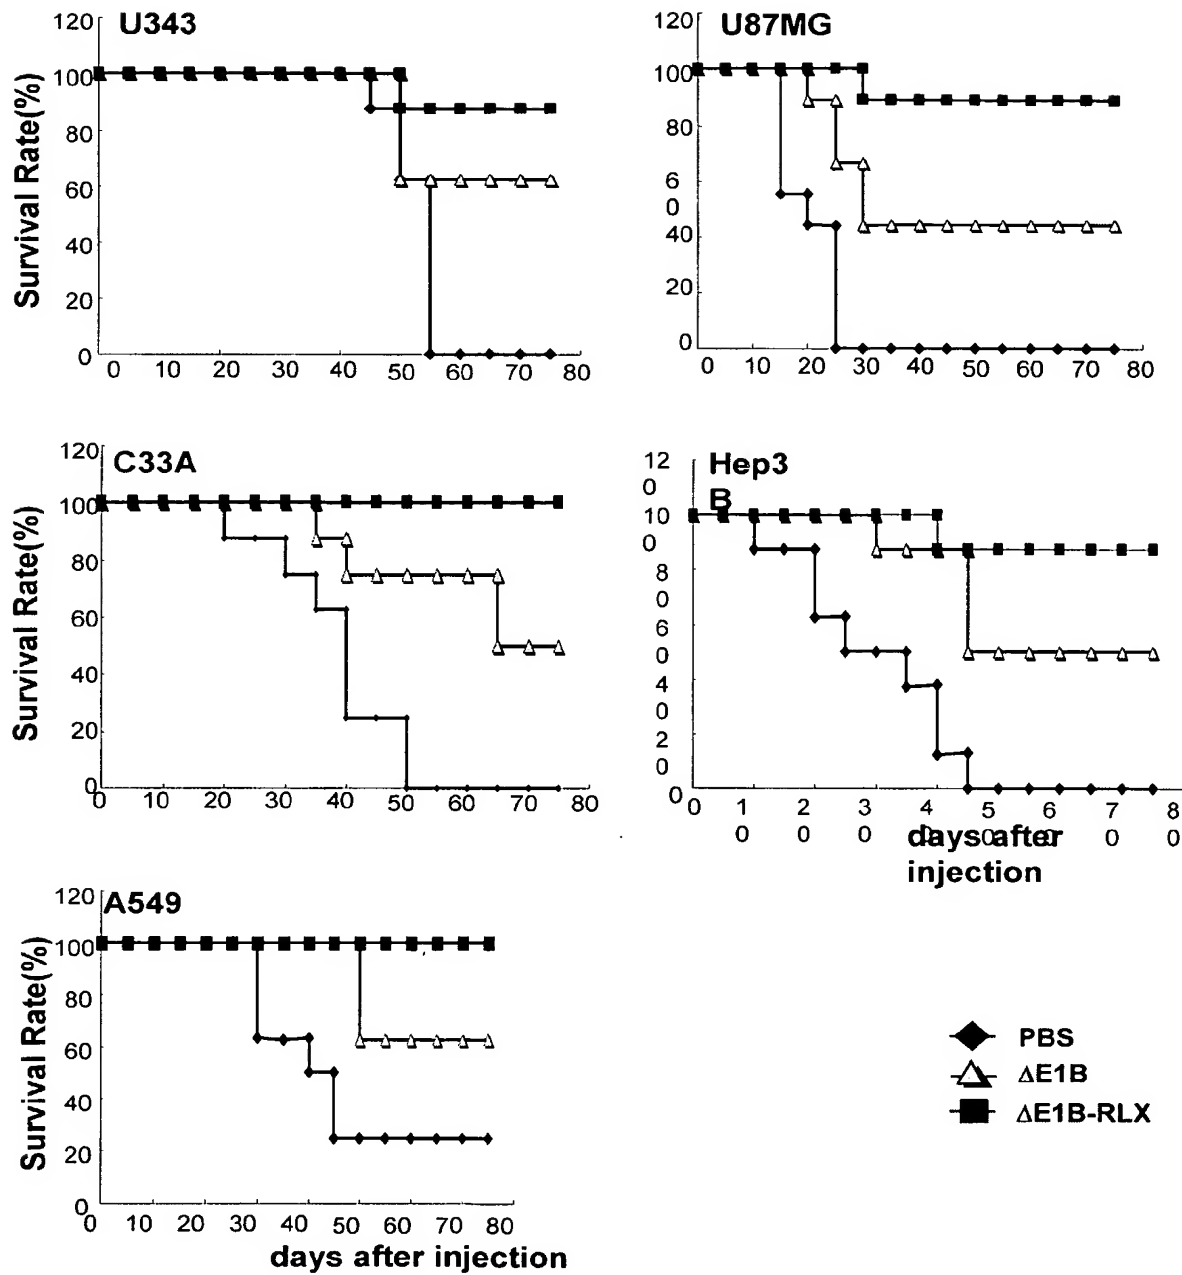 U343
120
100
80
60
40
20
0
Survival Rate(%)
0 10 20 30 40 50 60 70 80
U87MG
120
100
80
6
0
40
20
0
0 10 20 30 40 50 60 70 80
C33A
120
100
80
60
40
20
0
Survival Rate(%)
0 10 20 30 40 50 60 70 80
Hep3
B
12
0
10
0
8
0
6
0
4
0
2
0
0
0 1 2 3 4 5 6 7 8
0 0 0 0 0 0 0 0
days after
injection
A549
120
100
80
60
40
20
0
Survival Rate(%)
0 10 20 30 40 50 60 70 80
days after injection
PBS
ΔE1B
ΔE1B-RLX